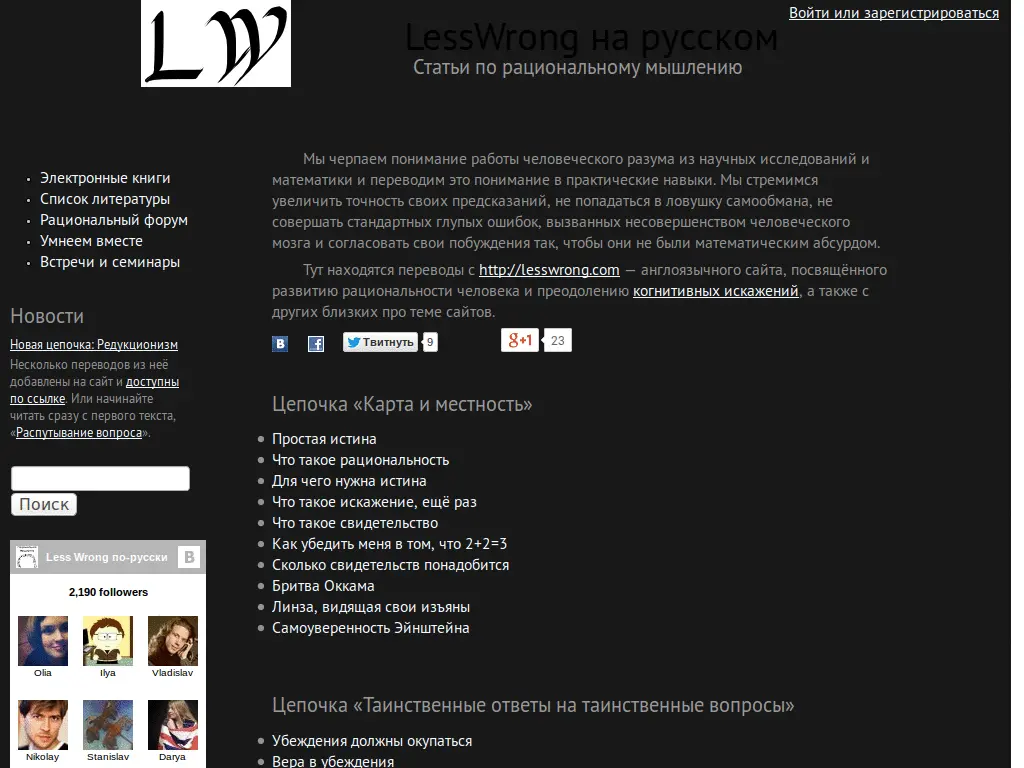 Войти или зарегистрироваться
LW
LessWrong на русском
Статьи по рациональному мышлению
Электронные книги
Список литературы
Рациональный форум
Умнеем вместе
Встречи и семинары
Новости
Новая цепочка: Редукционизм
Несколько переводов из неё
добавлены на сайт и доступны
по ссылке. Или начинайте
читать сразу с первого текста,
«Распутывание вопроса».
Поиск
Less Wrong по-русски
B
2,190 followers
Olia
Ilya
Vladislav
Nikolay
Stanislav
Darya
Мы черпаем понимание работы человеческого разума из научных исследований и
математики и переводим это понимание в практические навыки. Мы стремимся
увеличить точность своих предсказаний, не попадаться в ловушку самообмана, не
совершать стандартных глупых ошибок, вызванных несовершенством человеческого
мозга и согласовать свои побуждения так, чтобы они не были математическим абсурдом.
Тут находятся переводы с http://lesswrong.com — англоязычного сайта, посвящённого
развитию рациональности человека и преодолению когнитивных искажений, а также с
других близких про теме сайтов.
B f Твитнуть 9 g+1 23
Цепочка «Карта и местность»
Простая истина
Что такое рациональность
Для чего нужна истина
Что такое искажение, ещё раз
Что такое свидетельство
Как убедить меня в том, что 2+2=3
Сколько свидетельств понадобится
Бритва Оккама
Линза, видящая свои изъяны
Самоуверенность Эйнштейна
Цепочка «Таинственные ответы на таинственные вопросы»
Убеждения должны окупаться
Вера в убеждения